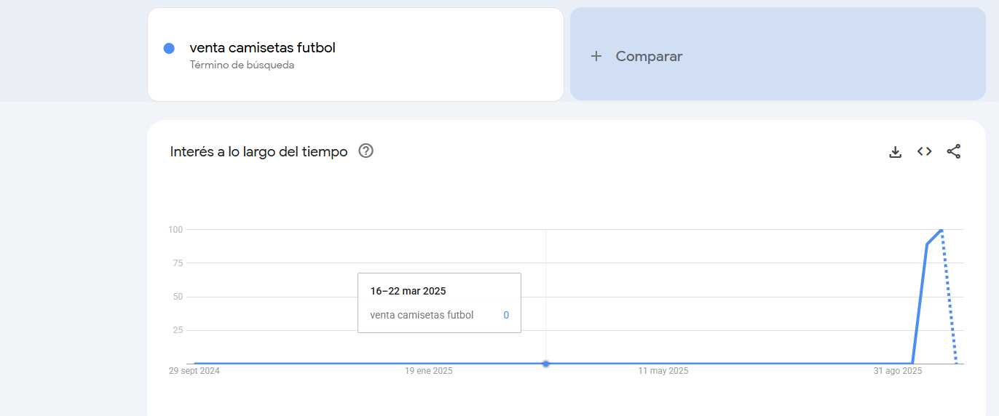 venta camisetas futbol
Término de búsqueda
+ Comparar
Interés a lo largo del tiempo
100
75
50
25
16–22 mar 2025
venta camisetas futbol 0
29 sept 2024 19 ene 2025 11 may 2025 31 ago 2025